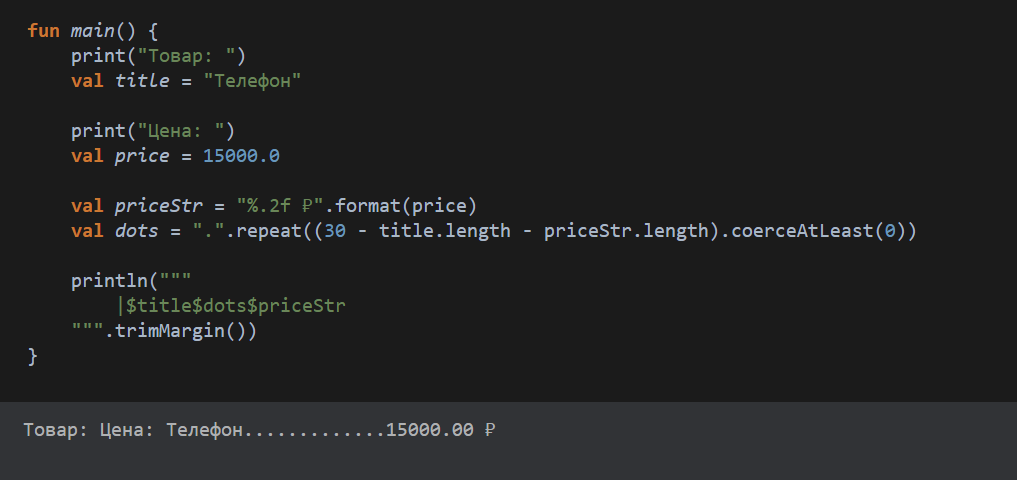 fun main() {
    print("Товар: ")
    val title = "Телефон"

    print("Цена: ")
    val price = 15000.0

    val priceStr = "%.2f ₽".format(price)
    val dots = ".".repeat((30 - title.length - priceStr.length).coerceAtLeast(0))

    println("""
        |$title$dots$priceStr
    """.trimMargin())
}
Товар: Цена: Телефон.............15000.00 ₽